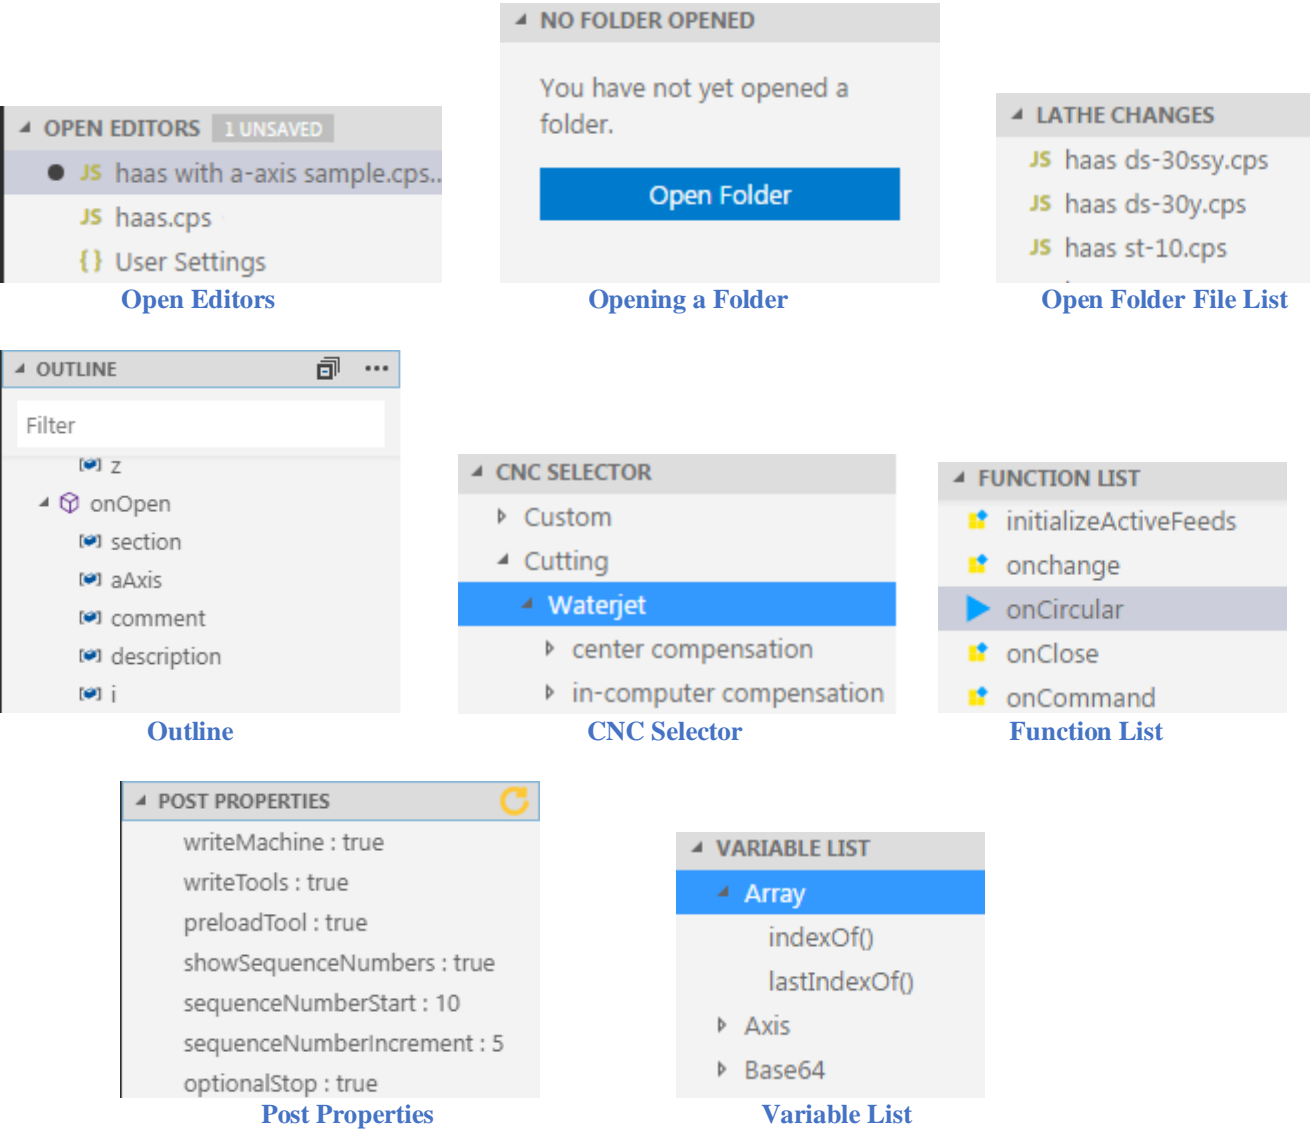 NO FOLDER OPENED
You have not yet opened a
folder.
Open Folder
OPEN EDITORS 1 UNSAVED
JS haas with a-axis sample.cps..
JS haas.cps
{} User Settings
LATHE CHANGES
JS haas ds-30ssy.cps
JS haas ds-30y.cps
JS haas st-10.cps
Open Editors
Opening a Folder
Open Folder File List
OUTLINE
Filter
z
onOpen
section
aAxis
comment
description
i
CNC SELECTOR
Custom
Cutting
Waterjet
center compensation
in-computer compensation
FUNCTION LIST
initializeActiveFeeds
onchange
onCircular
onClose
onCommand
Outline
CNC Selector
Function List
POST PROPERTIES
writeMachine : true
writeTools : true
preloadTool : true
showSequenceNumbers : true
sequenceNumberStart : 10
sequenceNumberIncrement : 5
optionalStop : true
VARIABLE LIST
Array
indexOf()
lastIndexOf()
Axis
Base64
Post Properties
Variable List